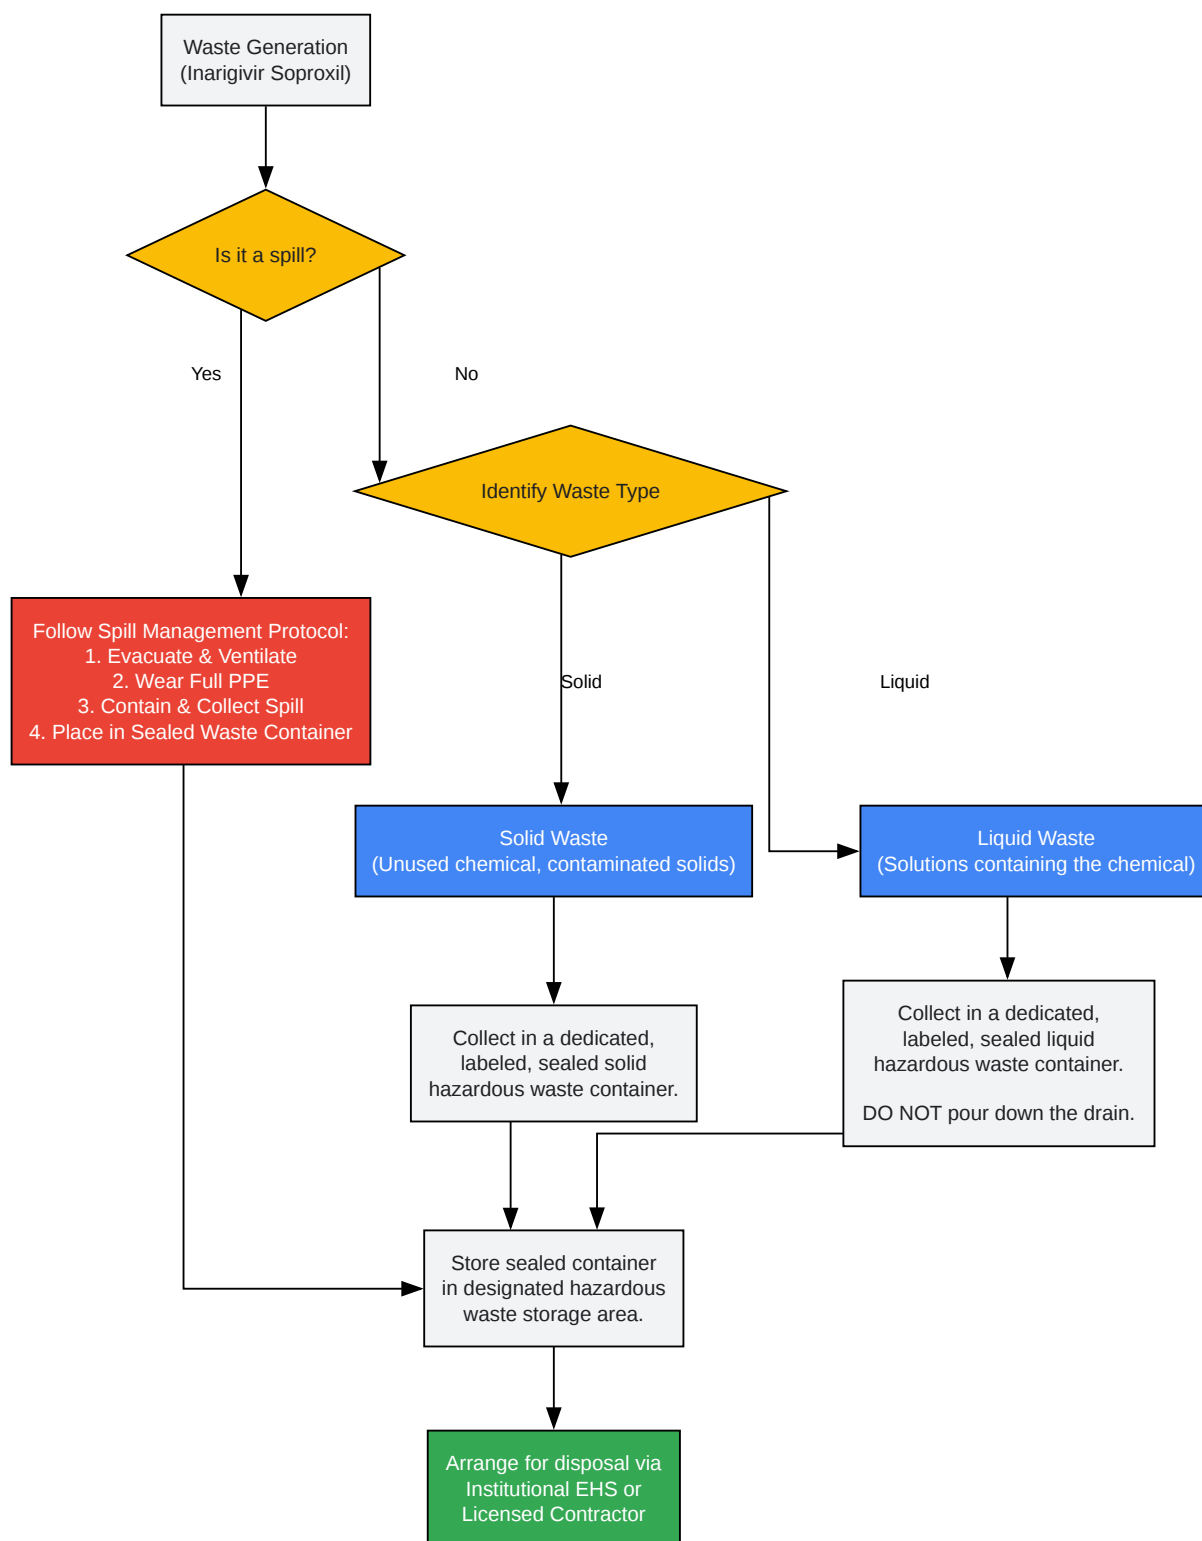 Waste Generation
(Inarigivir Soproxil)
Is it a spill?
Yes
No
Identify Waste Type
Follow Spill Management Protocol:
1. Evacuate & Ventilate
2. Wear Full PPE
3. Contain & Collect Spill
4. Place in Sealed Waste Container
Solid
Liquid
Solid Waste
(Unused chemical, contaminated solids)
Liquid Waste
(Solutions containing the chemical)
Collect in a dedicated,
labeled, sealed solid
hazardous waste container.
Collect in a dedicated,
labeled, sealed liquid
hazardous waste container.
DO NOT pour down the drain.
Store sealed container
in designated hazardous
waste storage area.
Arrange for disposal via
Institutional EHS or
Licensed Contractor